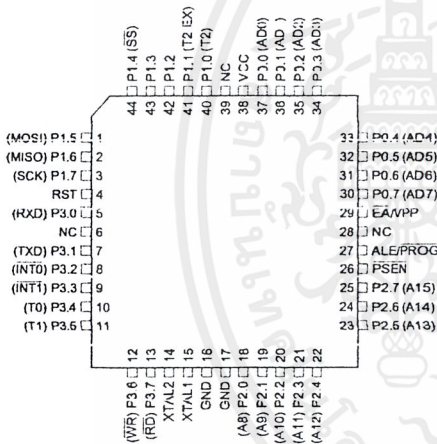 44 P1.4 (SS)
43 P1.3
42 P1.2
41 P1.1 (T2 EX)
40 P1.0 (T2)
39 NC
38 VCC
37 P0.0 (AD0)
36 P0.1 (AD1)
35 P0.2 (AD2)
34 P0.3 (AD3)
(MOSI) P1.5 1
(MISO) P1.6 2
(SCK) P1.7 3
RST 4
(RXD) P3.0 5
NC 6
(TXD) P3.1 7
(INT0) P3.2 8
(INT1) P3.3 9
(T0) P3.4 10
(T1) P3.5 11
33 P0.4 (AD4)
32 P0.5 (AD5)
31 P0.6 (AD6)
30 P0.7 (AD7)
29 EA/VPP
28 NC
27 ALE/PROG
26 PSEN
25 P2.7 (A15)
24 P2.6 (A14)
23 P2.5 (A13)
(WR) P3.6 12
(RD) P3.7 13
XTAL2 14
XTAL1 15
GND 16
GND 17
(A8) P2.0 18
(A9) P2.1 19
(A10) P2.2 20
(A11) P2.3 21
(A12) P2.4 22